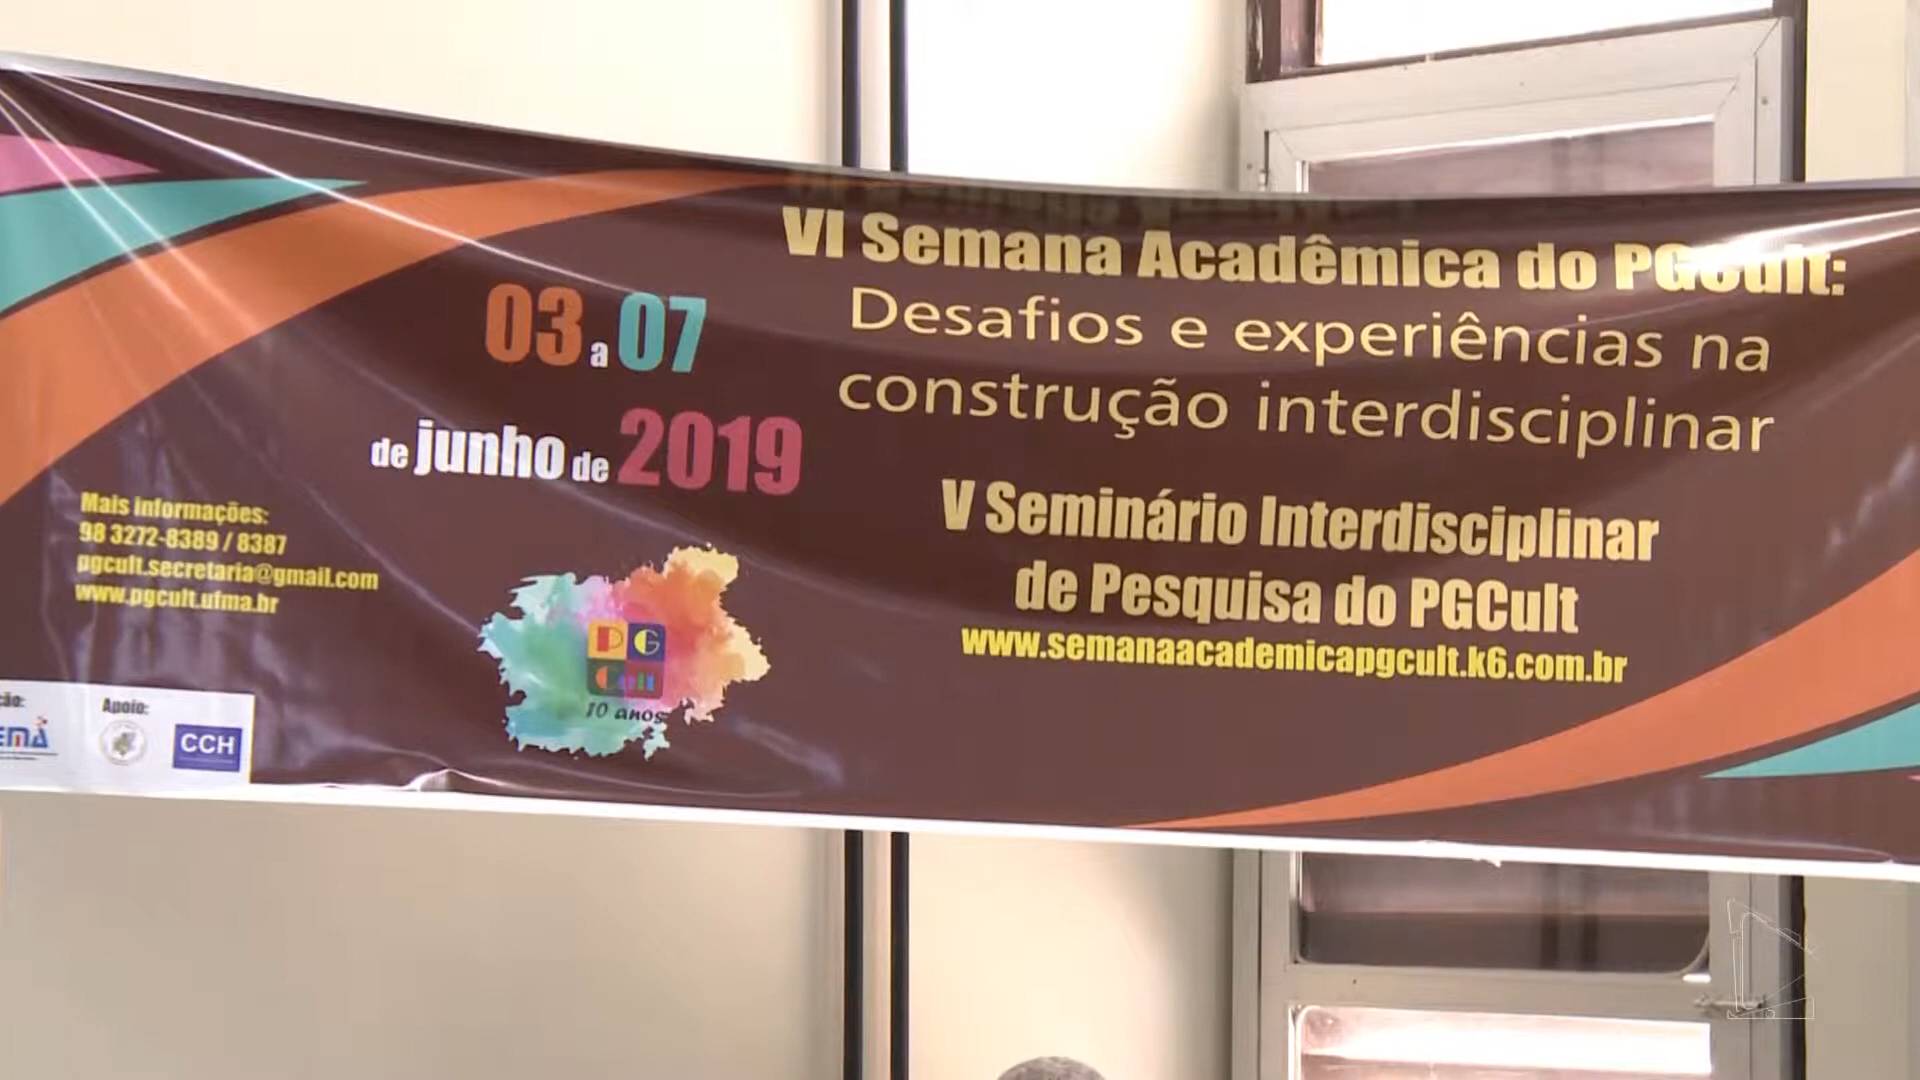 VI Semana Acadêmica do PGCult:
Desafios e experiências na
construção interdisciplinar
03 a 07
de junho de 2019
V Seminário Interdisciplinar
de Pesquisa do PGCult
www.semanaacademicapgcult.k6.com.br
Mais informações:
98 3272-8389 / 8387
pgcult.secretaria@gmail.com
www.pgcult.ufma.br
PG
Cult
10 anos
Apoio:
CCH